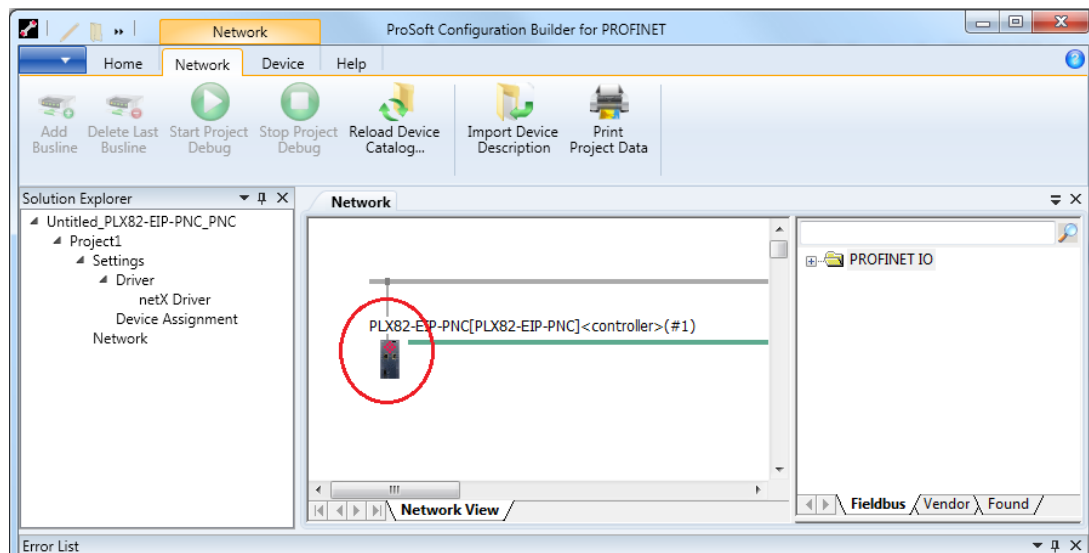 Network
ProSoft Configuration Builder for PROFINET
Home
Network
Device
Help
Add Busline
Delete Last Busline
Start Project Debug
Stop Project Debug
Reload Device Catalog...
Import Device Description
Print Project Data
Solution Explorer
Untitled_PLX82-EIP-PNC_PNC
Project1
Settings
Driver
netX Driver
Device Assignment
Network
Network
PLX82-EIP-PNC[PLX82-EIP-PNC]<controller>(#1)
Network View
PROFINET IO
Fieldbus
Vendor
Found
Error List